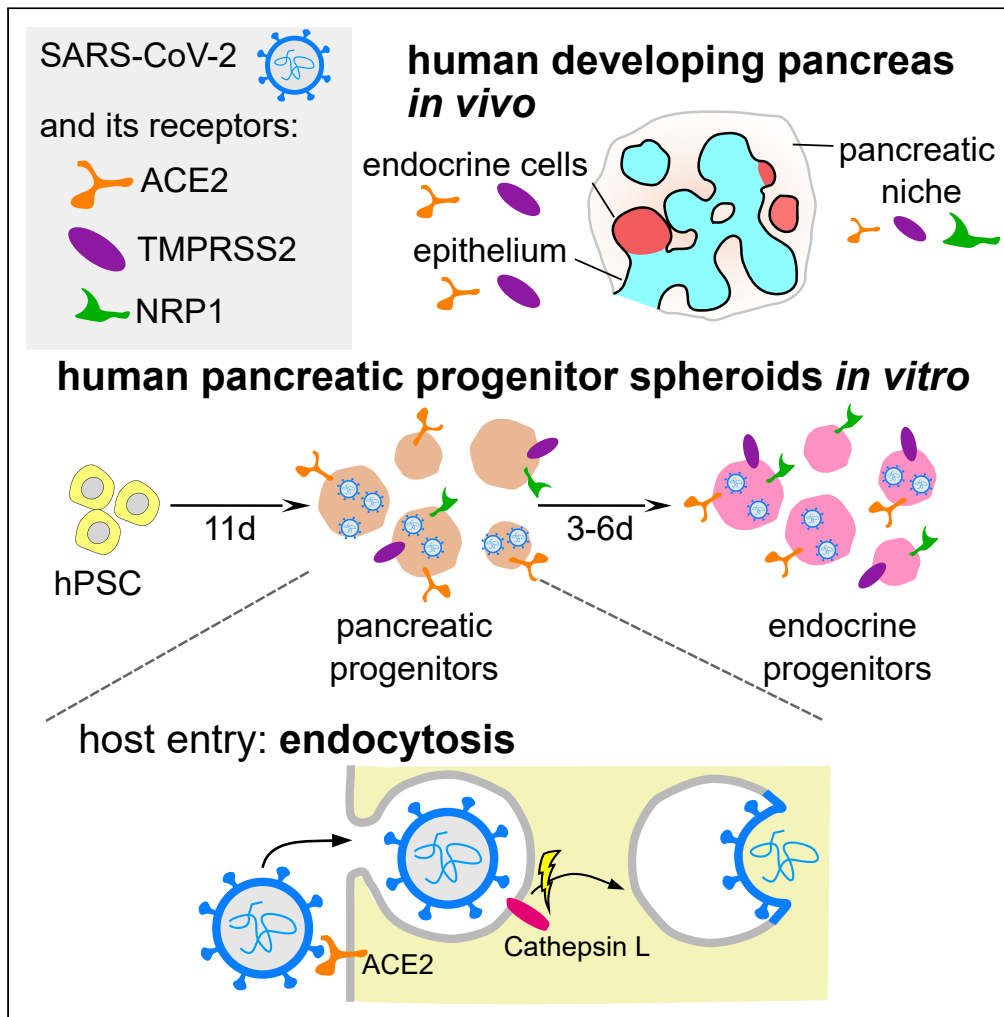 SARS-CoV-2
and its receptors:
ACE2
TMPRSS2
NRP1
human developing pancreas
in vivo
endocrine cells
epithelium
pancreatic
niche
human pancreatic progenitor spheroids in vitro
hPSC
11d
pancreatic
progenitors
3-6d
endocrine
progenitors
host entry: endocytosis
ACE2
Cathepsin L